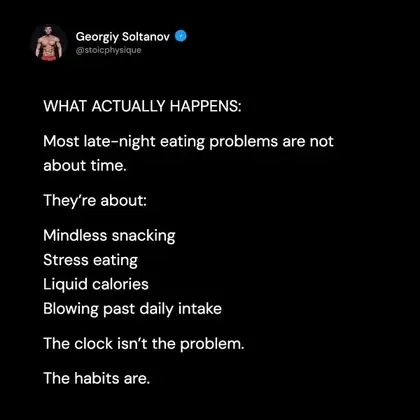 Georgiy Soltanov
@stoicphysique
WHAT ACTUALLY HAPPENS:
Most late-night eating problems are not
about time.
They’re about:
Mindless snacking
Stress eating
Liquid calories
Blowing past daily intake
The clock isn’t the problem.
The habits are.